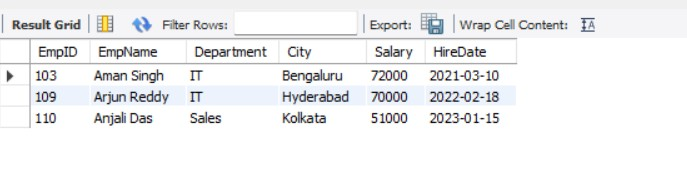 Result Grid Filter Rows: Export: Wrap Cell Content: IA
EmpID EmpName Department City Salary HireDate
103 Aman Singh IT Bengaluru 72000 2021-03-10
109 Arjun Reddy IT Hyderabad 70000 2022-02-18
110 Anjali Das Sales Kolkata 51000 2023-01-15